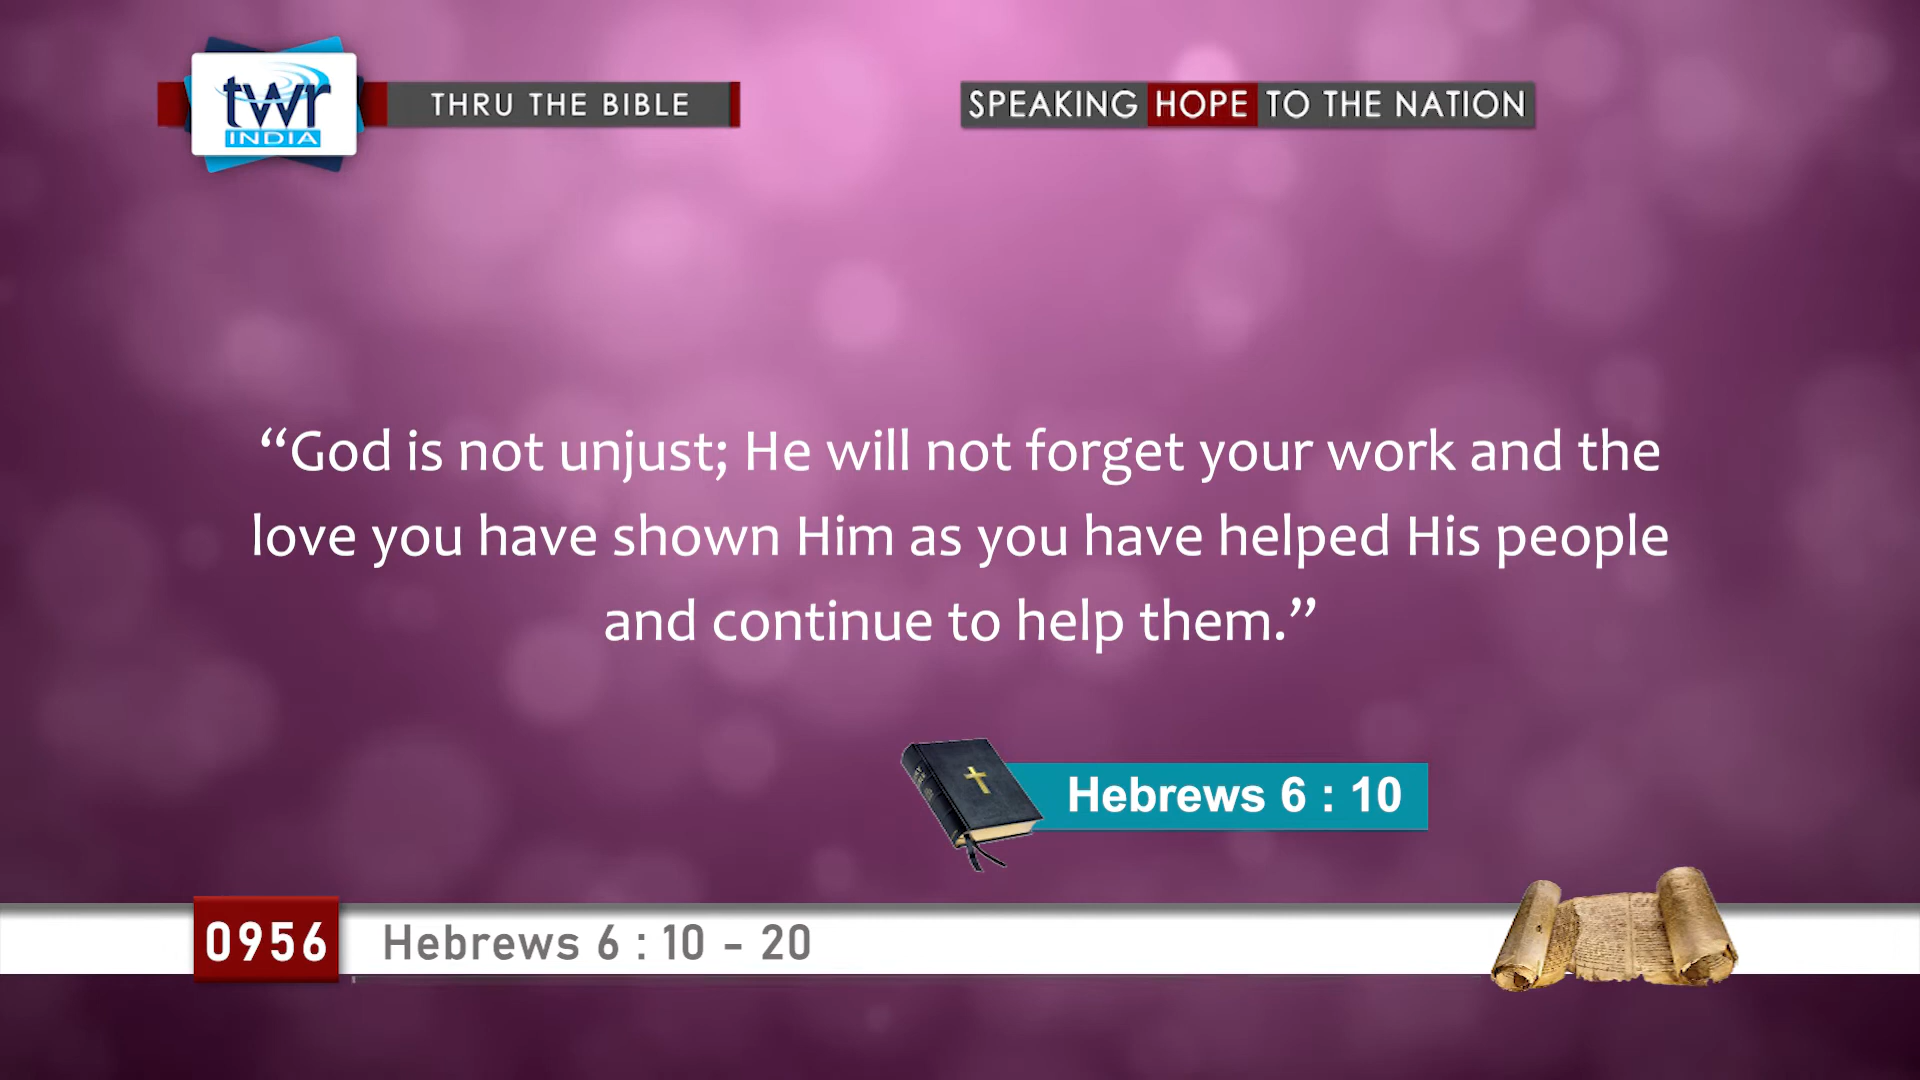 twr
INDIA
THRU THE BIBLE
SPEAKING HOPE TO THE NATION
“God is not unjust; He will not forget your work and the
love you have shown Him as you have helped His people
and continue to help them.”
Hebrews 6 : 10
0956
Hebrews 6 : 10 - 20